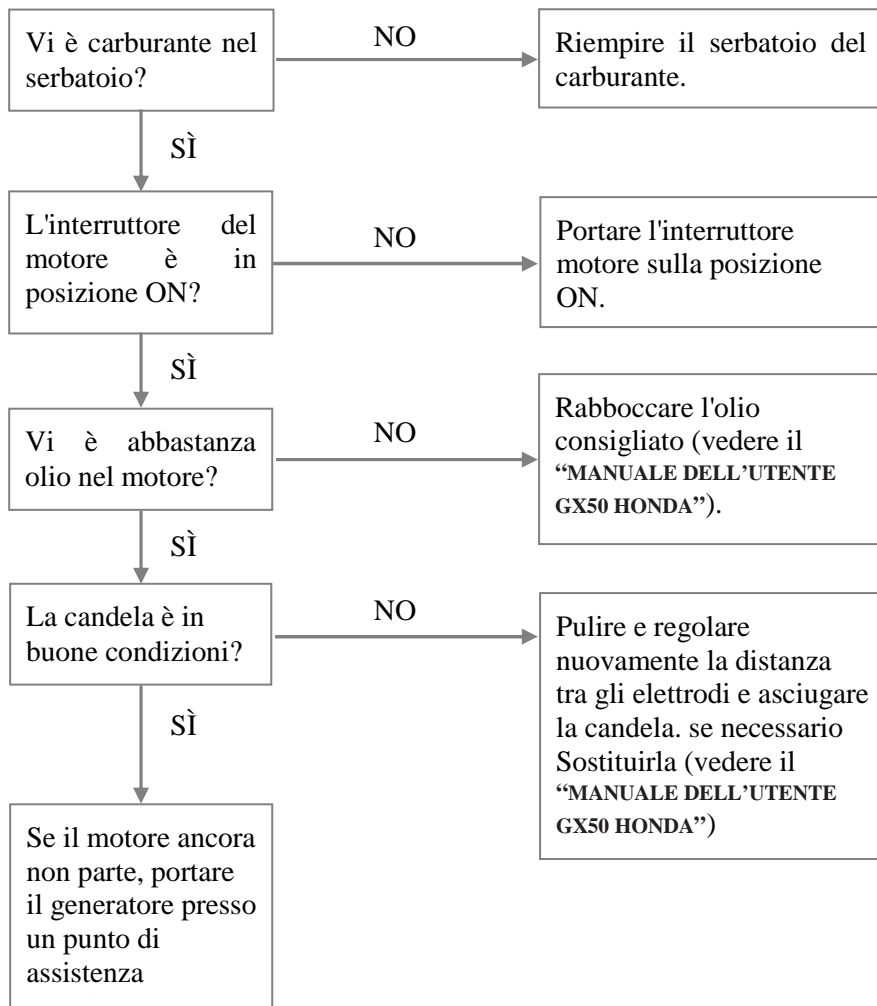 Vi è carburante nel
serbatoio?
NO
Riempire il serbatoio del
carburante.
SÌ
L'interruttore del
motore è in
posizione ON?
NO
Portare l'interruttore
motore sulla posizione
ON.
SÌ
Vi è abbastanza
olio nel motore?
NO
Rabboccare l'olio
consigliato (vedere il
“MANUALE DELL’UTENTE
GX50 HONDA”).
SÌ
La candela è in
buone condizioni?
NO
Pulire e regolare
nuovamente la distanza
tra gli elettrodi e asciugare
la candela. se necessario
Sostituirla (vedere il
“MANUALE DELL’UTENTE
GX50 HONDA”)
SÌ
Se il motore ancora
non parte, portare
il generatore presso
un punto di
assistenza